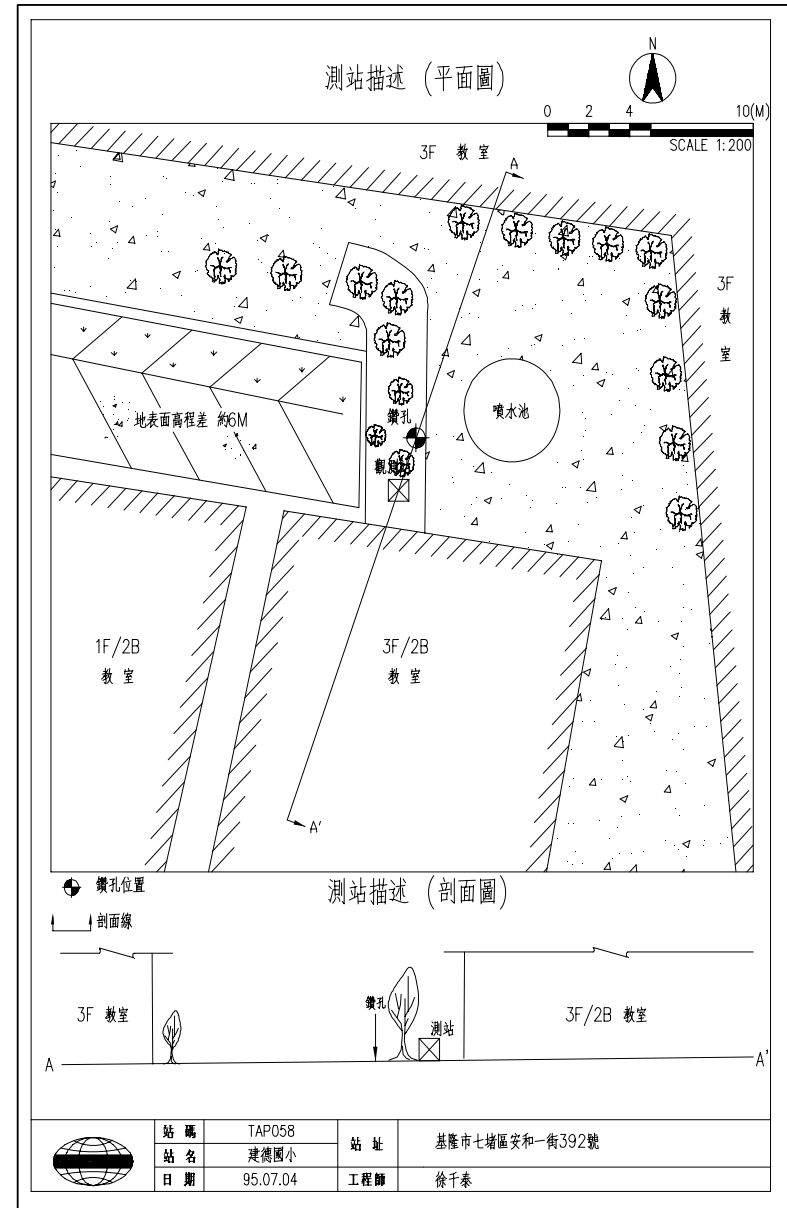 測站描述 (平面圖)
N
0 2 4 10(M)
SCALE 1:200
3F 教 室
A
3F
教
室
鑽孔
噴水池
地表面高程差 約6M
1F/2B
教 室
3F/2B
教 室
A'
鑽孔位置
剖面線
測站描述 (剖面圖)
3F 教室
鑽孔
測站
3F/2B 教室
A
A'
站 碼 TAP058
站 名 建德國小
日 期 95.07.04
站 址 基隆市七堵區安和一街392號
工程師 徐千泰